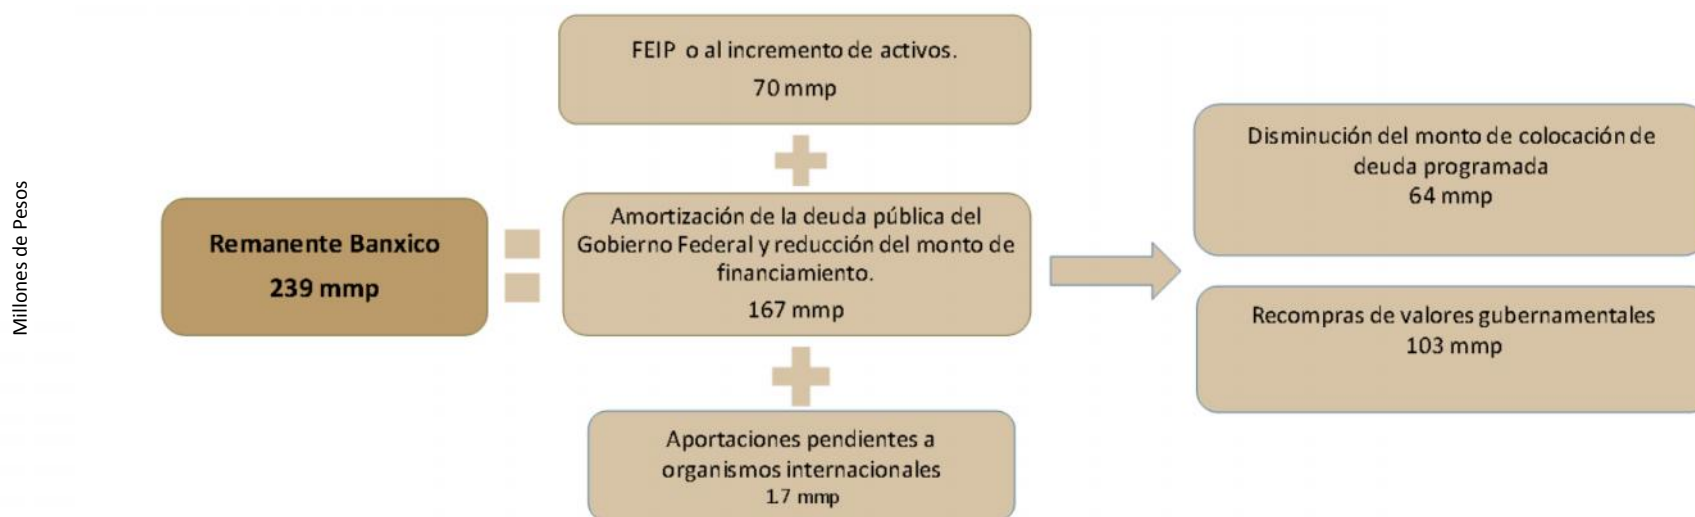 Millones de Pesos
Remanente Banxico
239 mmp
FEIP o al incremento de activos.
70 mmp
Amortización de la deuda pública del
Gobierno Federal y reducción del monto de
financiamiento.
167 mmp
Aportaciones pendientes a
organismos internacionales
1.7 mmp
Disminución del monto de colocación de
deuda programada
64 mmp
Recompras de valores gubernamentales
103 mmp